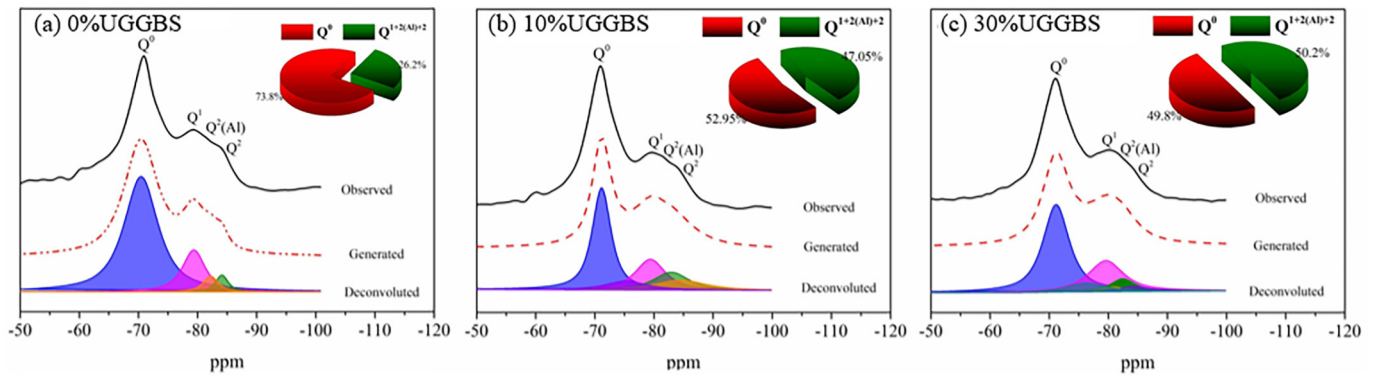 (a) 0%UGGBS
Q⁰ Q¹⁺²⁽ᴬˡ⁾⁺²
Q⁰
26.2%
73.8%
Q¹
Q²(Al)
Q²
Observed
Generated
Deconvoluted
-50 -60 -70 -80 -90 -100 -110 -120
ppm
(b) 10%UGGBS
Q⁰ Q¹⁺²⁽ᴬˡ⁾⁺²
Q⁰
47.05%
52.95%
Q¹
Q²(Al)
Q²
Observed
Generated
Deconvoluted
-50 -60 -70 -80 -90 -100 -110 -120
ppm
(c) 30%UGGBS
Q⁰ Q¹⁺²⁽ᴬˡ⁾⁺²
Q⁰
50.2%
49.8%
Q¹
Q²(Al)
Q²
Observed
Generated
Deconvoluted
-50 -60 -70 -80 -90 -100 -110 -120
ppm